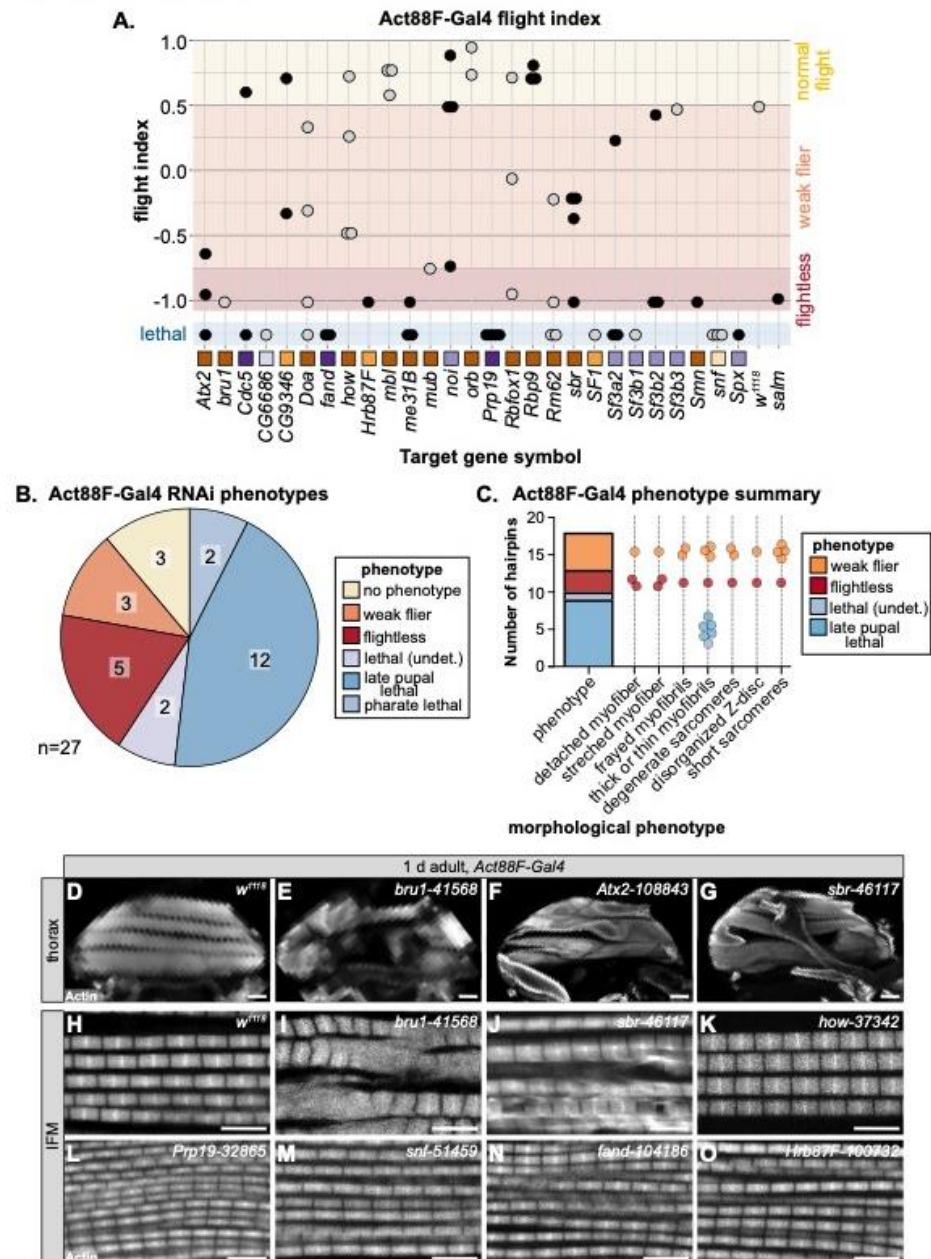 A. Act88F-Gal4 flight index
1.0
0.5
0.0
-0.5
-1.0
lethal
flight index
normal flight
weak flier
flightless
Atx2
bru1
Cdc5
CG6686
CG9346
Doa
fand
how
Hrb87F
mbl
me31B
mub
noi
orb
Prp19
Rbfox1
Rbp9
Rm62
sbr
SF1
Sf3a2
Sf3b1
Sf3b2
Sf3b3
Smn
snf
Spx
w1118
salm
Target gene symbol
B. Act88F-Gal4 RNAi phenotypes
3
2
3
12
5
2
n=27
phenotype
no phenotype
weak flier
flightless
lethal (undet.)
late pupal
lethal
pharate lethal
C. Act88F-Gal4 phenotype summary
Number of hairpins
20
15
10
5
0
phenotype
detached myofiber
streched myofiber
frayed myofibrils
thick or thin myofibrils
degenerate sarcomeres
disorganized Z-disc
short sarcomeres
morphological phenotype
phenotype
weak flier
flightless
lethal (undet.)
late pupal
lethal
1 d adult, Act88F-Gal4
thorax
D w1118
E bru1-41568
F Atx2-108843
G sbr-46117
Actin
IFM
H w1118
I bru1-41568
J sbr-46117
K how-37342
L Prp19-32865
M snf-51459
N fand-104186
O Hrb87F-100732
Actin